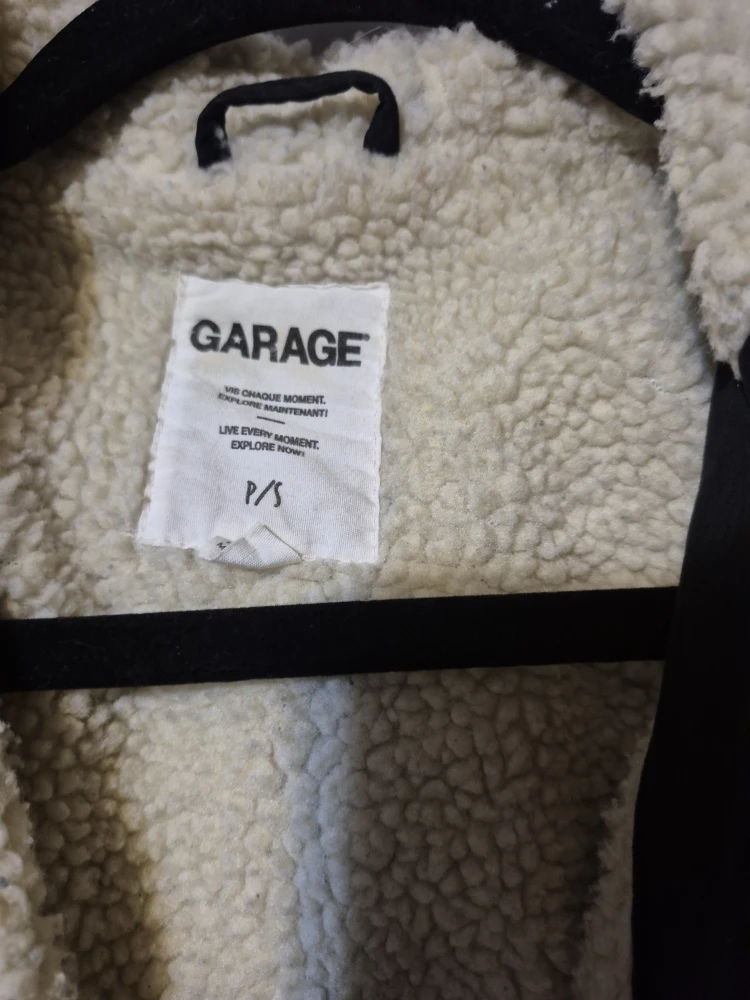 GARAGE
VIS CHAQUE MOMENT.
EXPLORE MAINTENANT!
LIVE EVERY MOMENT.
EXPLORE NOW!
P/S